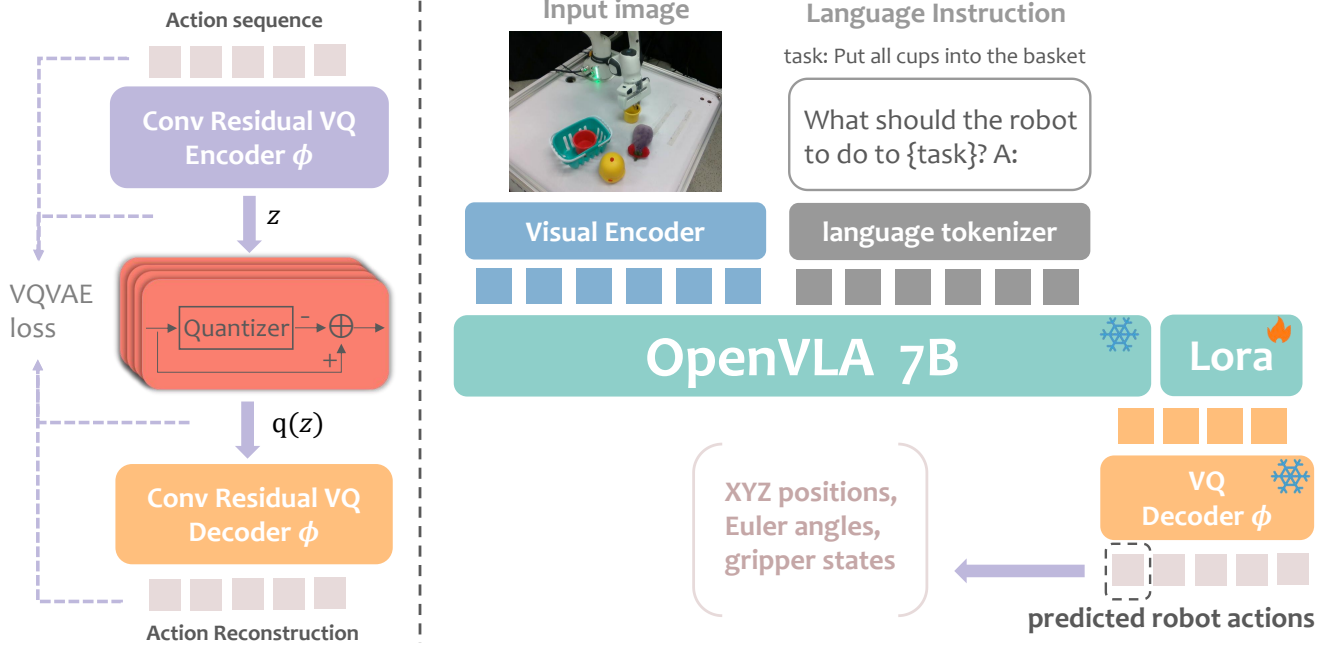 Action sequence
Conv Residual VQ
Encoder ϕ
z
VQVAE
loss
Quantizer
-
+
q(z)
Conv Residual VQ
Decoder ϕ
Action Reconstruction
Input image
Language Instruction
task: Put all cups into the basket
What should the robot
to do to {task}? A:
Visual Encoder
language tokenizer
OpenVLA 7B
Lora
VQ
Decoder ϕ
XYZ positions,
Euler angles,
gripper states
predicted robot actions